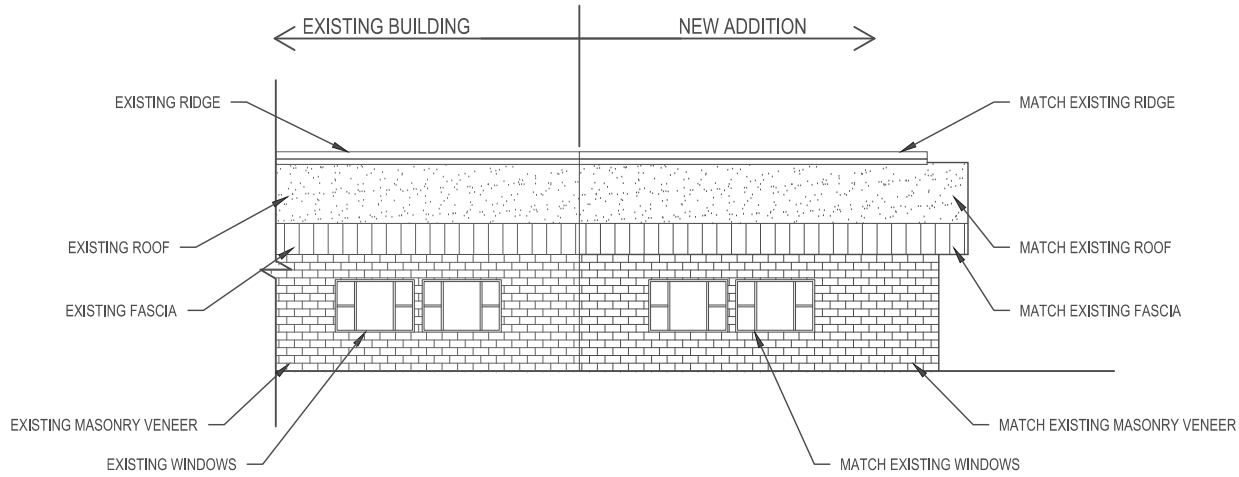 EXISTING BUILDING
NEW ADDITION
EXISTING RIDGE
MATCH EXISTING RIDGE
EXISTING ROOF
MATCH EXISTING ROOF
EXISTING FASCIA
MATCH EXISTING FASCIA
EXISTING MASONRY VENEER
MATCH EXISTING MASONRY VENEER
EXISTING WINDOWS
MATCH EXISTING WINDOWS